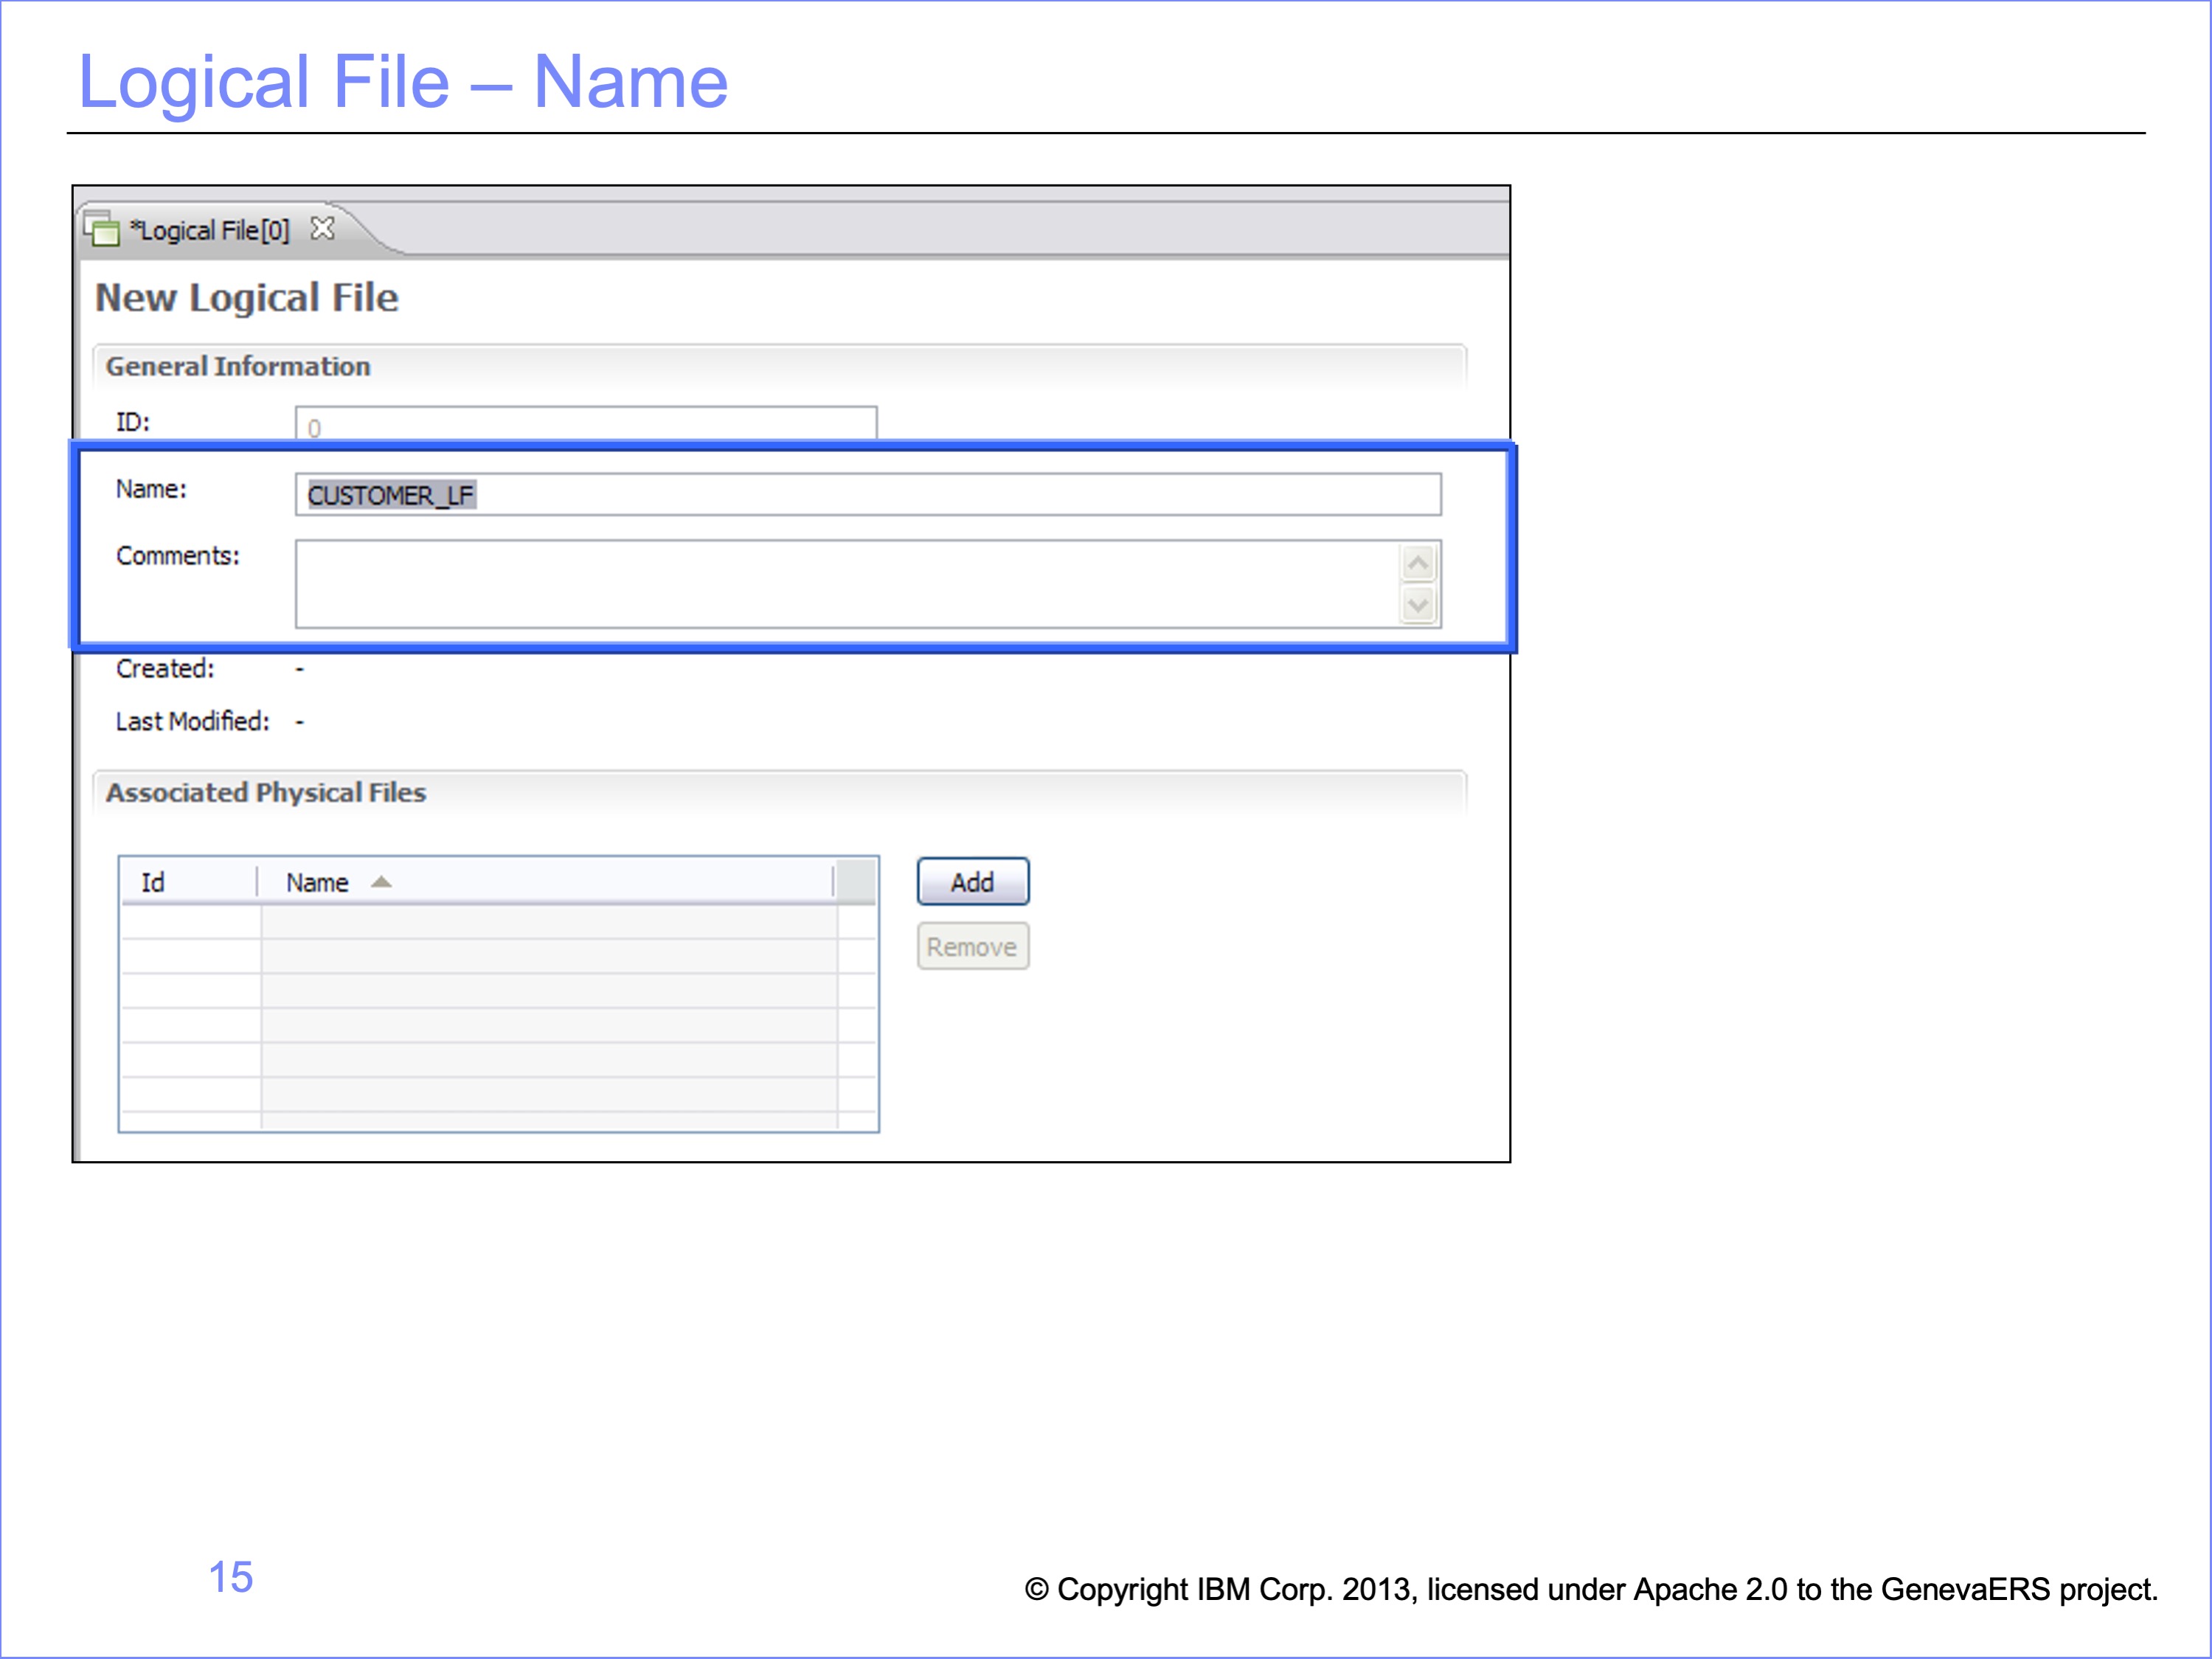 Logical File – Name
*Logical File[0]
New Logical File
General Information
ID: 0
Name: CUSTOMER_LF
Comments:
Created: -
Last Modified: -
Associated Physical Files
Id Name Add
Remove
15
© Copyright IBM Corp. 2013, licensed under Apache 2.0 to the GenevaERS project.